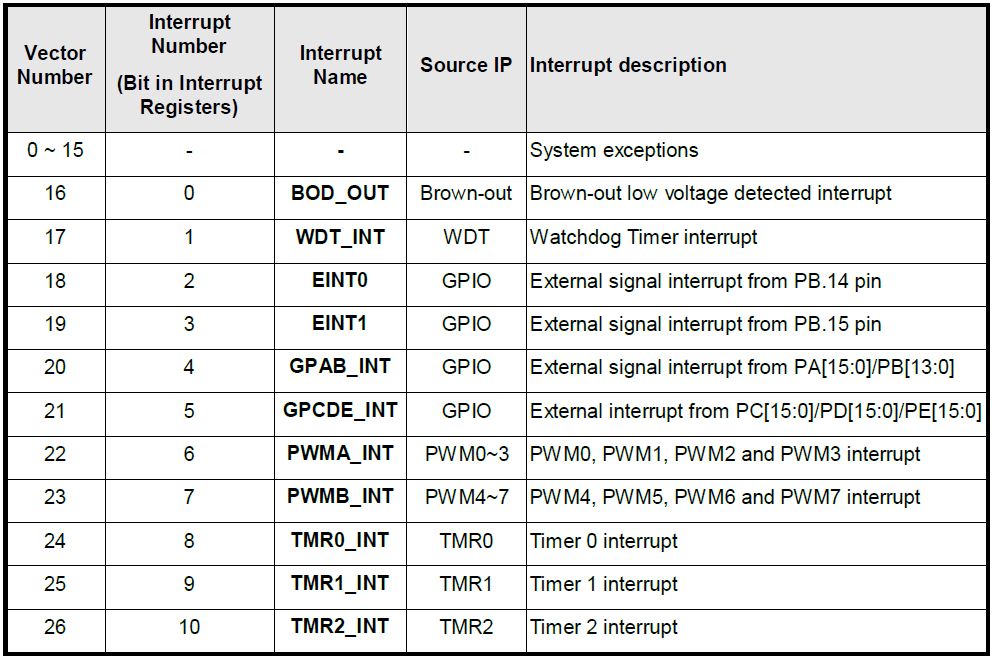 Vector Number | Interrupt Number (Bit in Interrupt Registers) | Interrupt Name | Source IP | Interrupt description
0 ~ 15 | - | - | - | System exceptions
16 | 0 | BOD_OUT | Brown-out | Brown-out low voltage detected interrupt
17 | 1 | WDT_INT | WDT | Watchdog Timer interrupt
18 | 2 | EINT0 | GPIO | External signal interrupt from PB.14 pin
19 | 3 | EINT1 | GPIO | External signal interrupt from PB.15 pin
20 | 4 | GPAB_INT | GPIO | External signal interrupt from PA[15:0]/PB[13:0]
21 | 5 | GPCDE_INT | GPIO | External interrupt from PC[15:0]/PD[15:0]/PE[15:0]
22 | 6 | PWMA_INT | PWM0~3 | PWM0, PWM1, PWM2 and PWM3 interrupt
23 | 7 | PWMB_INT | PWM4~7 | PWM4, PWM5, PWM6 and PWM7 interrupt
24 | 8 | TMR0_INT | TMR0 | Timer 0 interrupt
25 | 9 | TMR1_INT | TMR1 | Timer 1 interrupt
26 | 10 | TMR2_INT | TMR2 | Timer 2 interrupt